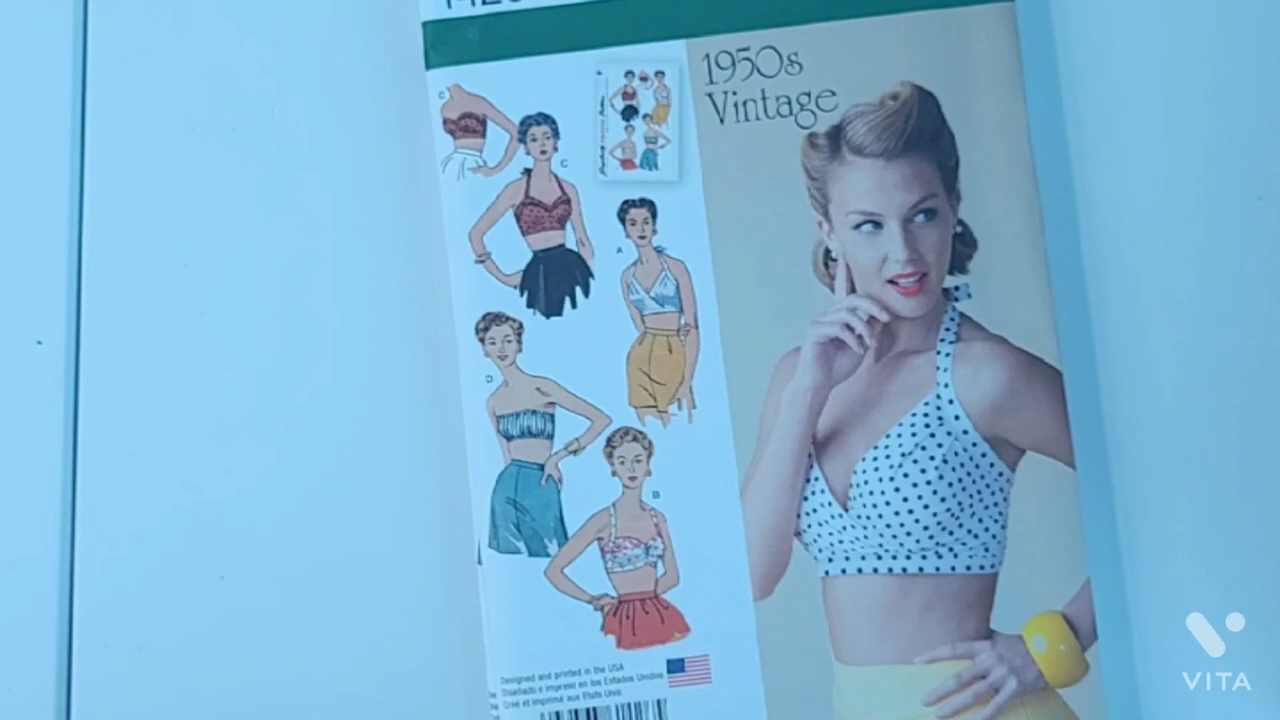 1950s
Vintage
C
C
A
D
B
Designed and printed in the USA
Diseñado e impreso en los Estados Unidos
Créé et imprimé aux Etats Unis
VITA